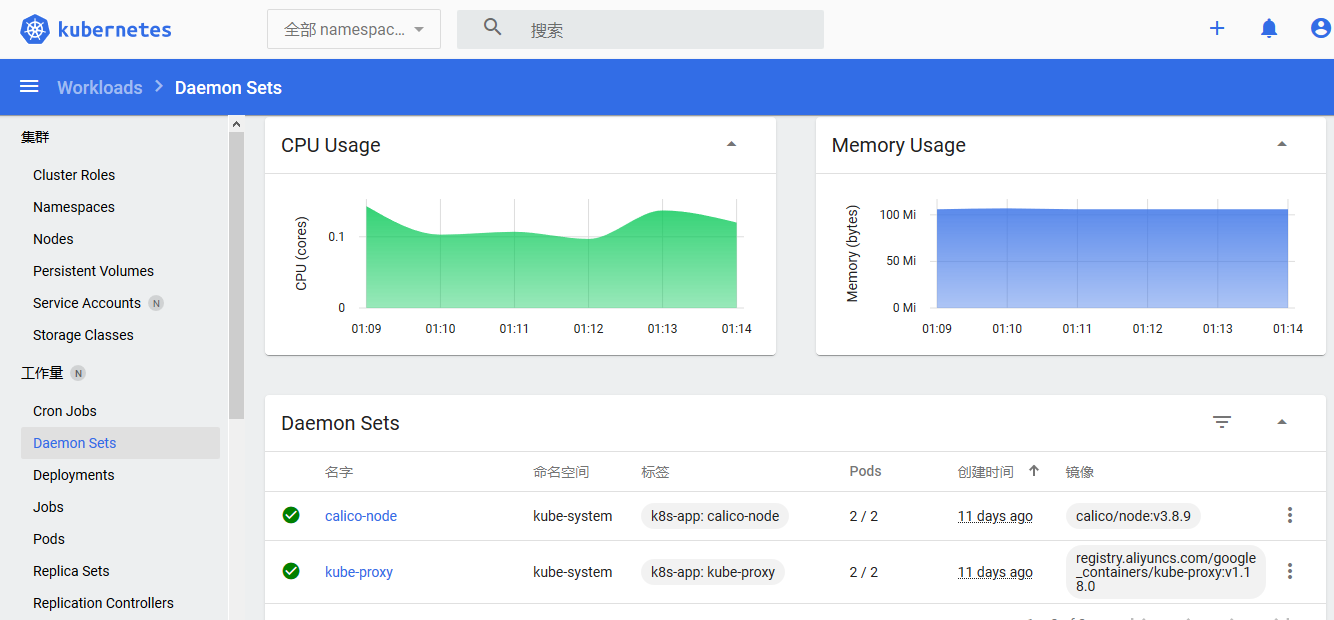 kubernetes
全部 namespac...
搜索
Workloads
Daemon Sets
集群
Cluster Roles
Namespaces
Nodes
Persistent Volumes
Service Accounts N
Storage Classes
工作量 N
Cron Jobs
Daemon Sets
Deployments
Jobs
Pods
Replica Sets
Replication Controllers
CPU Usage
CPU (cores)
0.1
0
01:09 01:10 01:11 01:12 01:13 01:14
Memory Usage
Memory (bytes)
100 Mi
50 Mi
0 Mi
01:09 01:10 01:11 01:12 01:13 01:14
Daemon Sets
名字 命名空间 标签 Pods 创建时间 镜像
calico-node kube-system k8s-app: calico-node 2 / 2 11 days ago calico/node:v3.8.9
kube-proxy kube-system k8s-app: kube-proxy 2 / 2 11 days ago registry.aliyuncs.com/google
_containers/kube-proxy:v1.1
8.0